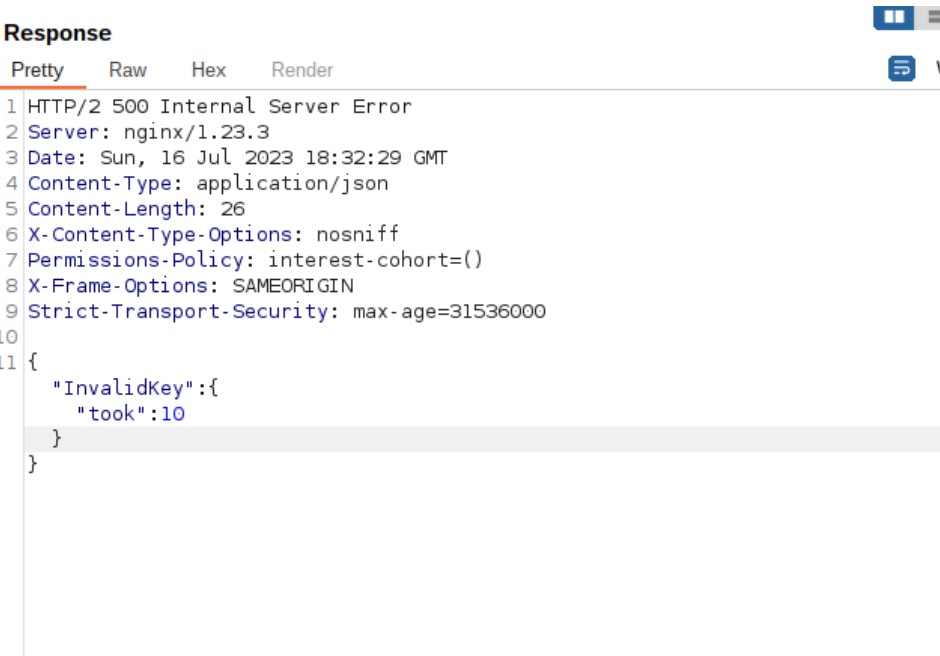 Response
Pretty Raw Hex Render
1 HTTP/2 500 Internal Server Error
2 Server: nginx/1.23.3
3 Date: Sun, 16 Jul 2023 18:32:29 GMT
4 Content-Type: application/json
5 Content-Length: 26
6 X-Content-Type-Options: nosniff
7 Permissions-Policy: interest-cohort=()
8 X-Frame-Options: SAMEORIGIN
9 Strict-Transport-Security: max-age=31536000
10
11 {
"InvalidKey":{
"took":10
}
}